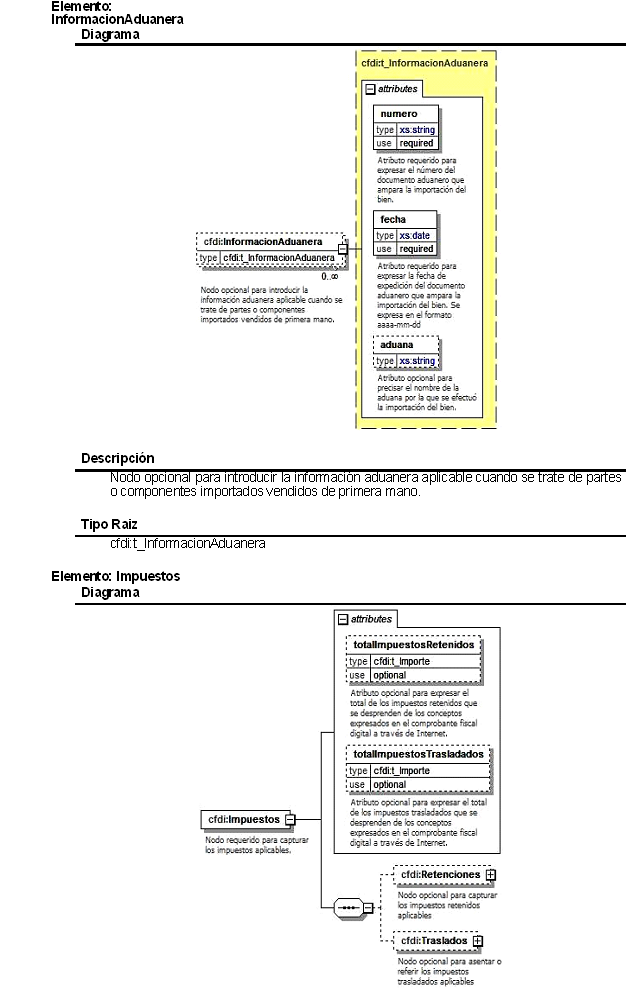 Elemento:
InformacionAduanera
Diagrama
cfdi:t_InformacionAduanera
attributes
numero
type xs:string
use required
Atributo requerido para
expresar el número del
documento aduanero que
ampara la importación del
bien.
fecha
type xs:date
use required
Atributo requerido para
expresar la fecha de
expedición del documento
aduanero que ampara la
importación del bien. Se
expresa en el formato
aaaa-mm-dd
aduana
type xs:string
Atributo opcional para
precisar el nombre de la
aduana por la que se efectuó
la importación del bien.
cfdi:InformacionAduanera
type cfdi:t_InformacionAduanera
0..∞
Nodo opcional para introducir la
información aduanera aplicable cuando se
trate de partes o componentes
importados vendidos de primera mano.
Descripción
Nodo opcional para introducir la información aduanera aplicable cuando se trate de partes
o componentes importados vendidos de primera mano.
Tipo Raiz
cfdi:t_InformacionAduanera
Elemento: Impuestos
Diagrama
attributes
totalImpuestosRetenidos
type cfdi:t_Importe
use optional
Atributo opcional para expresar el
total de los impuestos retenidos que
se desprenden de los conceptos
expresados en el comprobante fiscal
digital a través de Internet.
totalImpuestosTrasladados
type cfdi:t_Importe
use optional
Atributo opcional para expresar el total
de los impuestos trasladados que se
desprenden de los conceptos
expresados en el comprobante fiscal
digital a través de Internet.
cfdi:Impuestos
Nodo requerido para capturar
los impuestos aplicables.
cfdi:Retenciones
Nodo opcional para capturar
los impuestos retenidos
aplicables
cfdi:Traslados
Nodo opcional para asentar o
referir los impuestos
trasladados aplicables